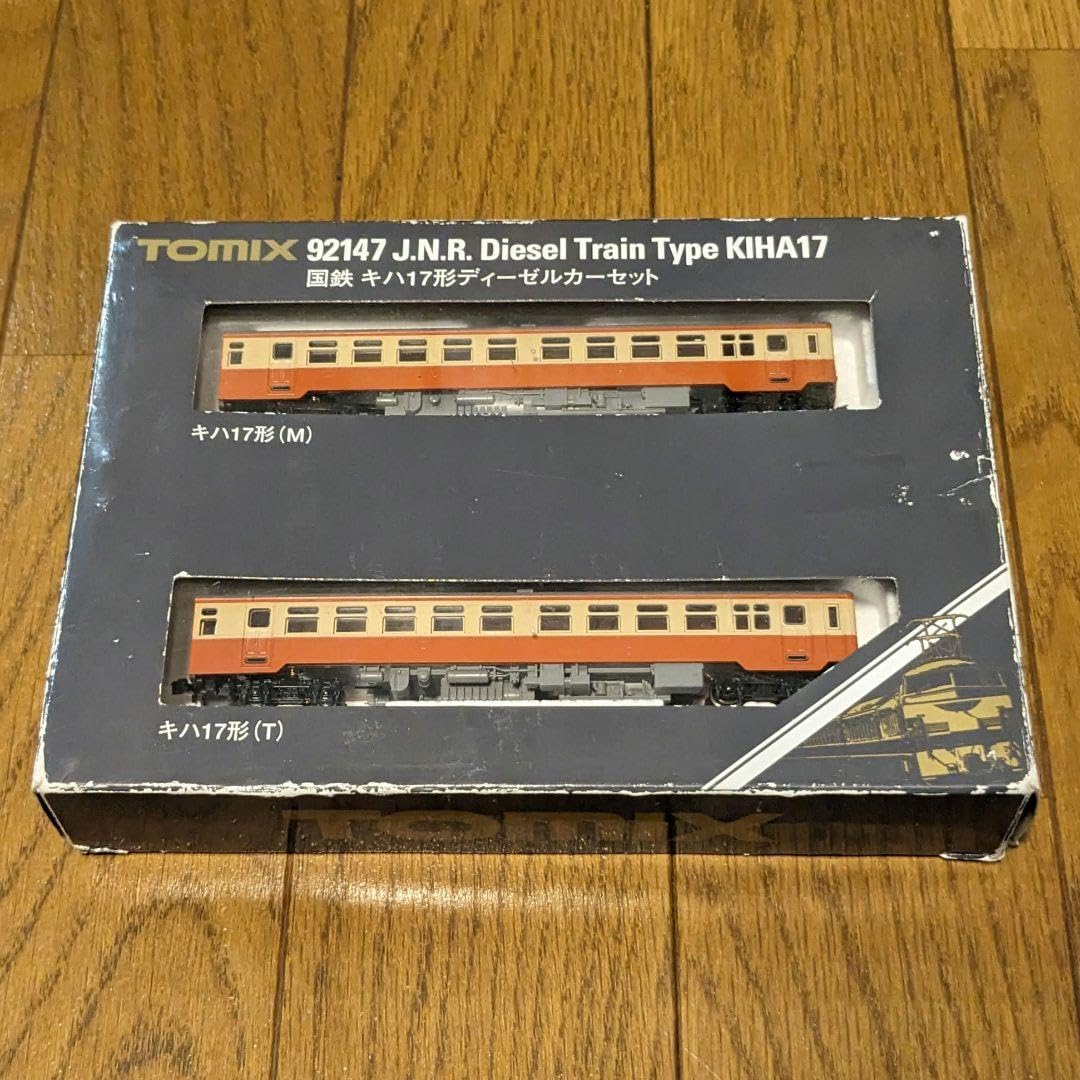 TOMIX 92147 J.N.R. Diesel Train Type KIHA17
国鉄 キハ17形ディーゼルカーセット
キハ17形(M)
キハ17形(T)
TOMIX